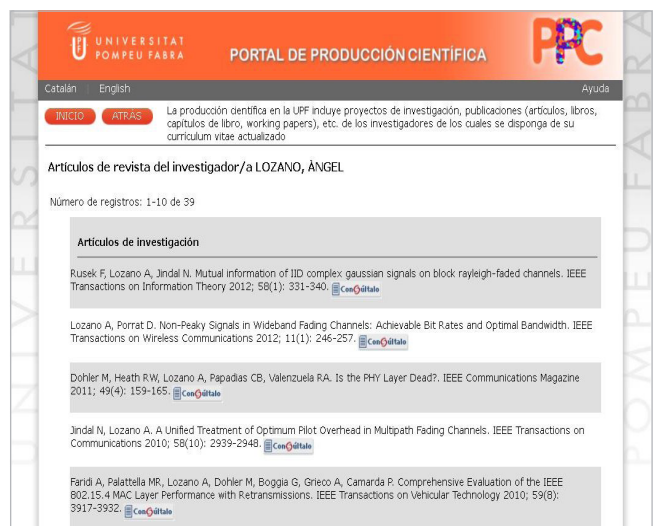 UNIVERSITAT
POMPEU FABRA
PORTAL DE PRODUCCIÓN CIENTÍFICA
PPC
Catalán English Ayuda
INICIO ATRÁS
La producción científica en la UPF incluye proyectos de investigación, publicaciones (artículos, libros,
capítulos de libro, working papers), etc. de los investigadores de los cuales se disponga de su
curriculum vitae actualizado
Artículos de revista del investigador/a LOZANO, ÀNGEL
Número de registros: 1-10 de 39
Artículos de investigación
Rusek F, Lozano A, Jindal N. Mutual information of IID complex gaussian signals on block rayleigh-faded channels. IEEE
Transactions on Information Theory 2012; 58(1): 331-340. Consúltalo
Lozano A, Porrat D. Non-Peaky Signals in Wideband Fading Channels: Achievable Bit Rates and Optimal Bandwidth. IEEE
Transactions on Wireless Communications 2012; 11(1): 246-257. Consúltalo
Dohler M, Heath RW, Lozano A, Papadias CB, Valenzuela RA. Is the PHY Layer Dead?. IEEE Communications Magazine
2011; 49(4): 159-165. Consúltalo
Jindal N, Lozano A. A Unified Treatment of Optimum Pilot Overhead in Multipath Fading Channels. IEEE Transactions on
Communications 2010; 58(10): 2939-2948. Consúltalo
Faridi A, Palattella MR, Lozano A, Dohler M, Boggia G, Grieco A, Camarda P. Comprehensive Evaluation of the IEEE
802.15.4 MAC Layer Performance with Retransmissions. IEEE Transactions on Vehicular Technology 2010; 59(8):
3917-3932. Consúltalo